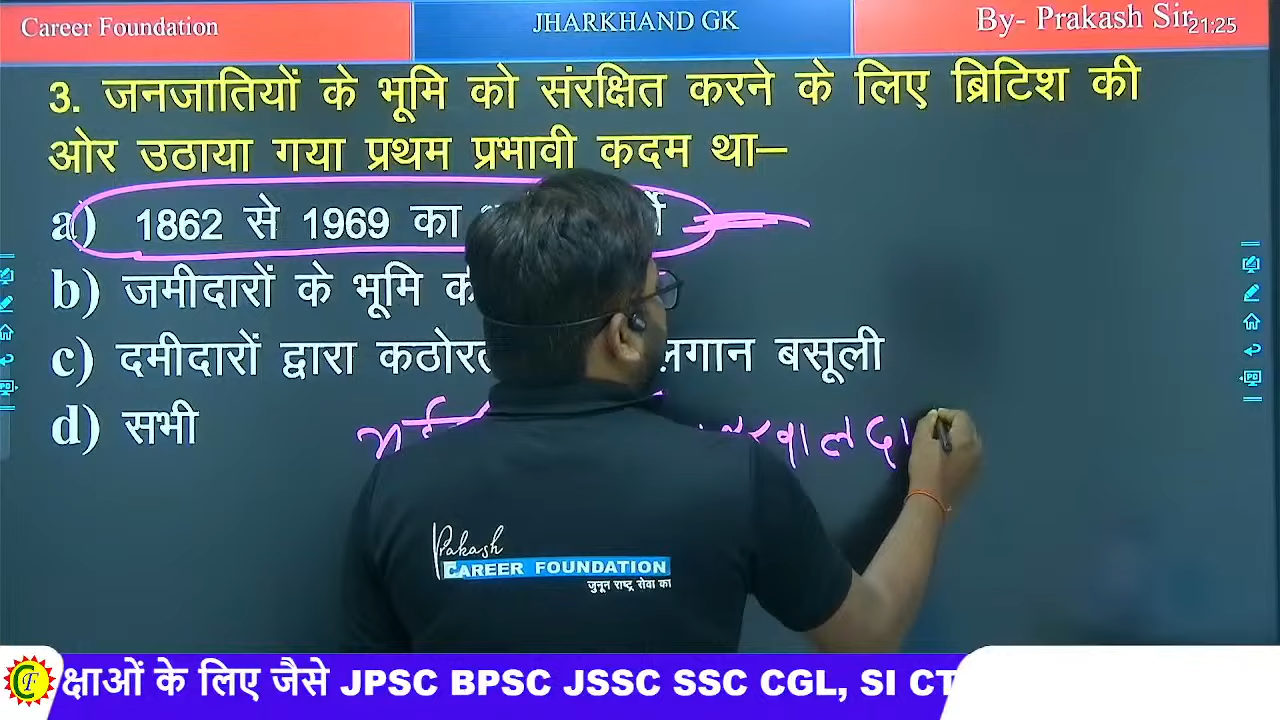 Career Foundation
JHARKHAND GK
By- Prakash Sir
21:25
3. जनजातियों के भूमि को संरक्षित करने के लिए ब्रिटिश की
ओर उठाया गया प्रथम प्रभावी कदम था–
a) 1862 से 1969 का
b) जमीदारों के भूमि
c) दमीदारों द्वारा लगान बसूली
d) सभी
Prakash
CAREER FOUNDATION
जुनून राष्ट्र सेवा का
क्षाओं के लिए जैसे JPSC BPSC JSSC SSC CGL, SI CT